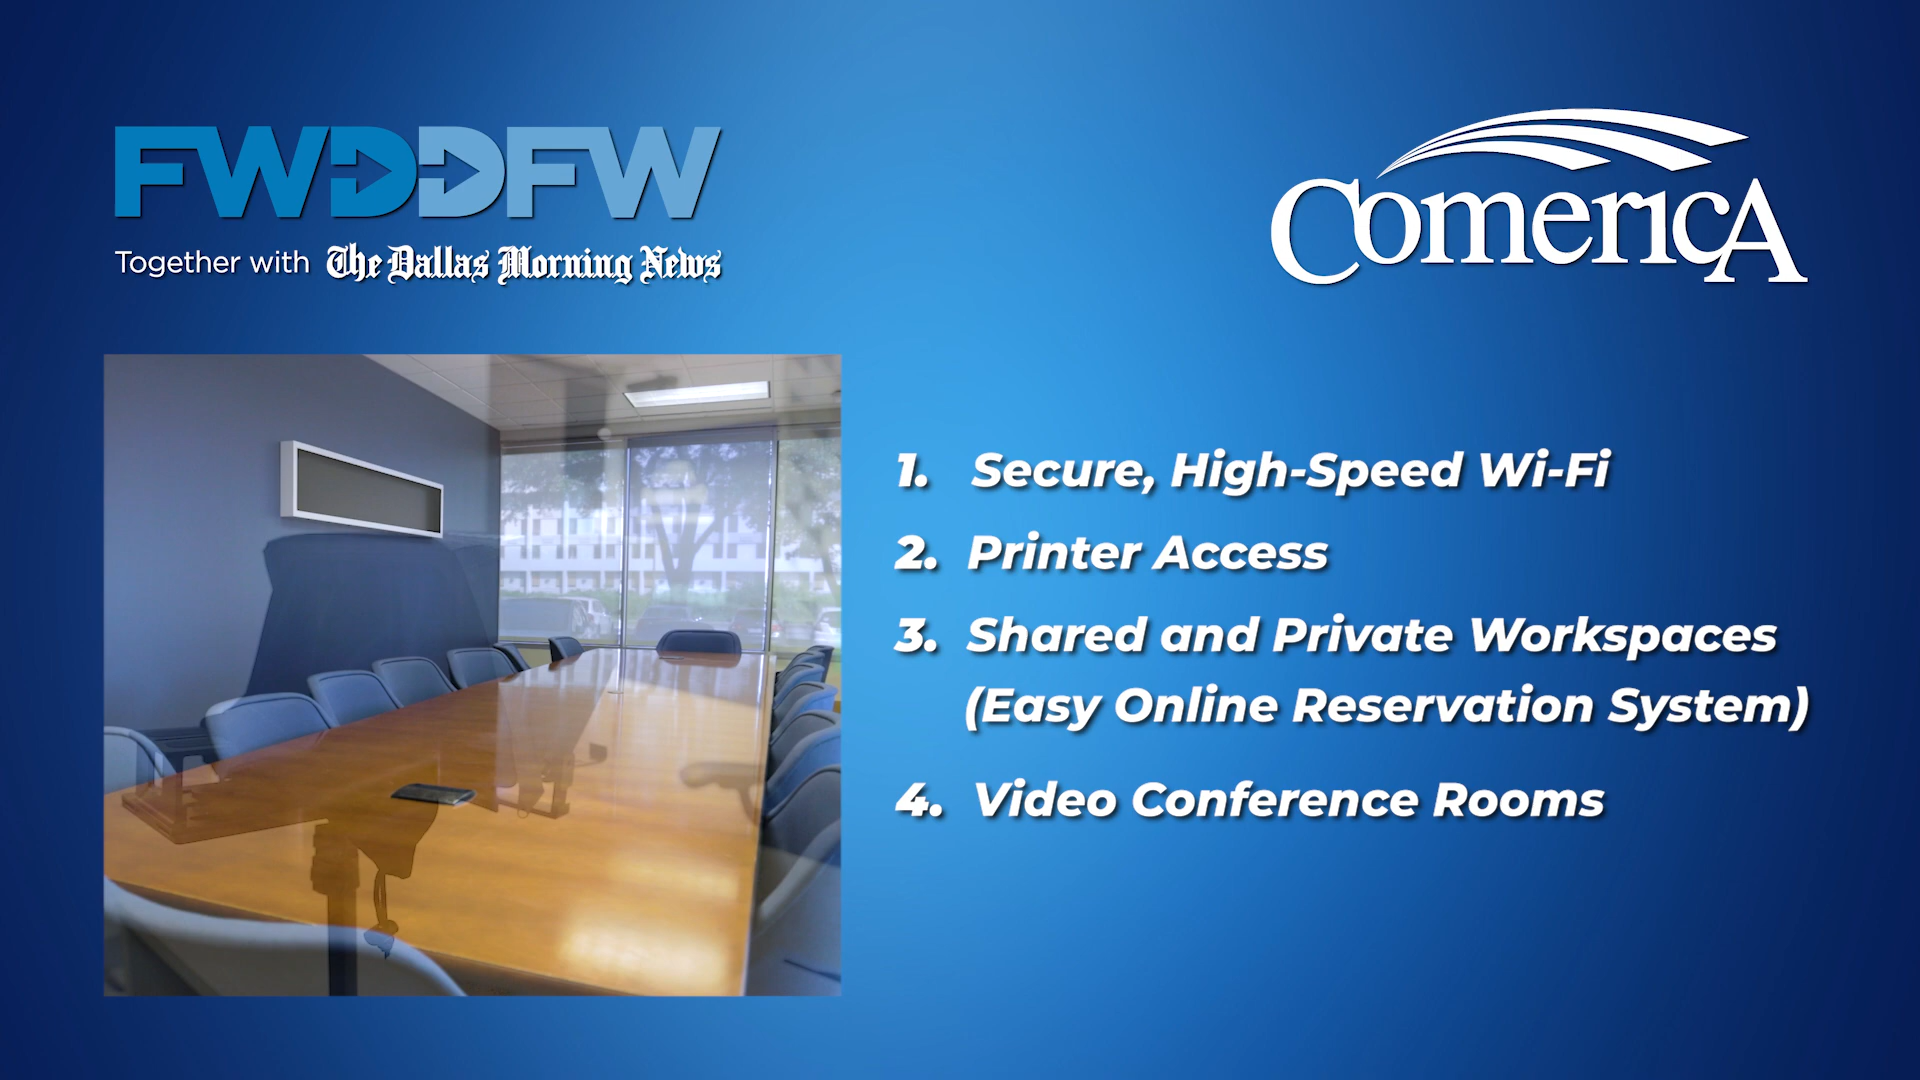 FWDDFW
Together with The Dallas Morning News
Comerica
1. Secure, High-Speed Wi-Fi
2. Printer Access
3. Shared and Private Workspaces
(Easy Online Reservation System)
4. Video Conference Rooms